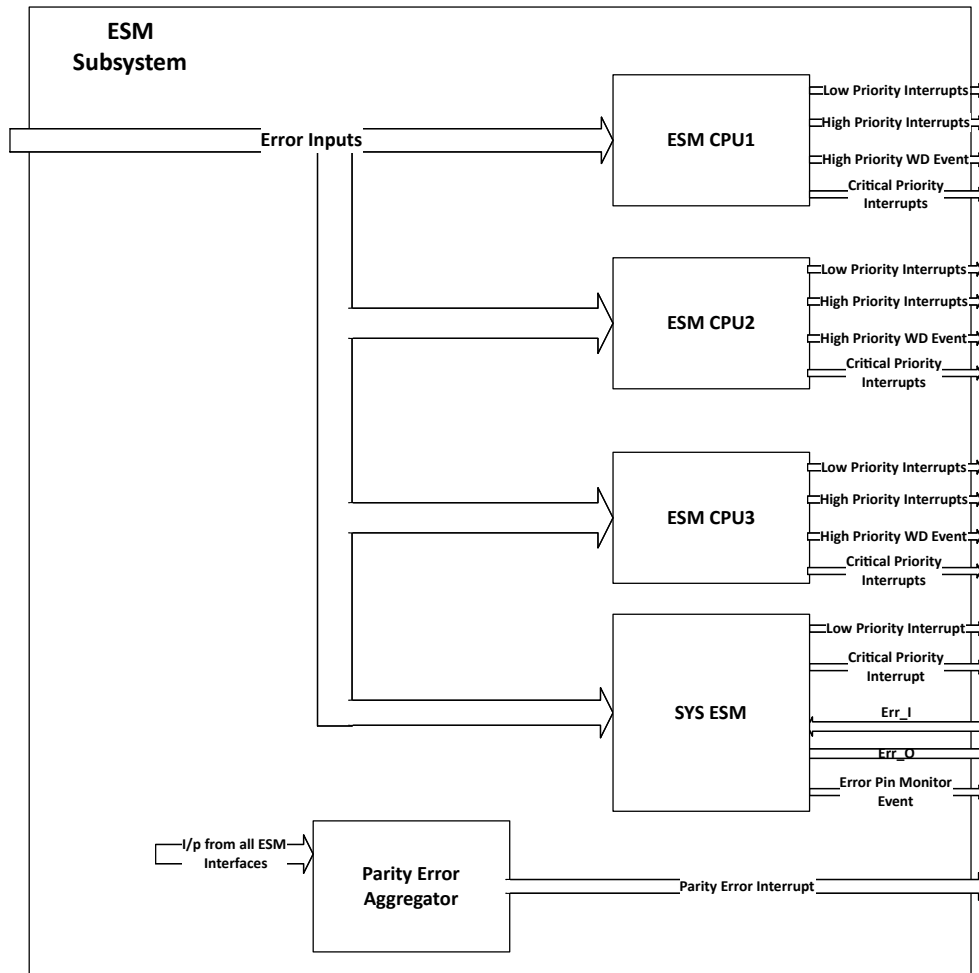 ESM
Subsystem
Error Inputs
ESM CPU1
Low Priority Interrupts
High Priority Interrupts
High Priority WD Event
Critical Priority
Interrupts
ESM CPU2
Low Priority Interrupts
High Priority Interrupts
High Priority WD Event
Critical Priority
Interrupts
ESM CPU3
Low Priority Interrupts
High Priority Interrupts
High Priority WD Event
Critical Priority
Interrupts
SYS ESM
Low Priority Interrupt
Critical Priority
Interrupt
Err_I
Err_O
Error Pin Monitor
Event
I/p from all ESM
Interfaces
Parity Error
Aggregator
Parity Error Interrupt